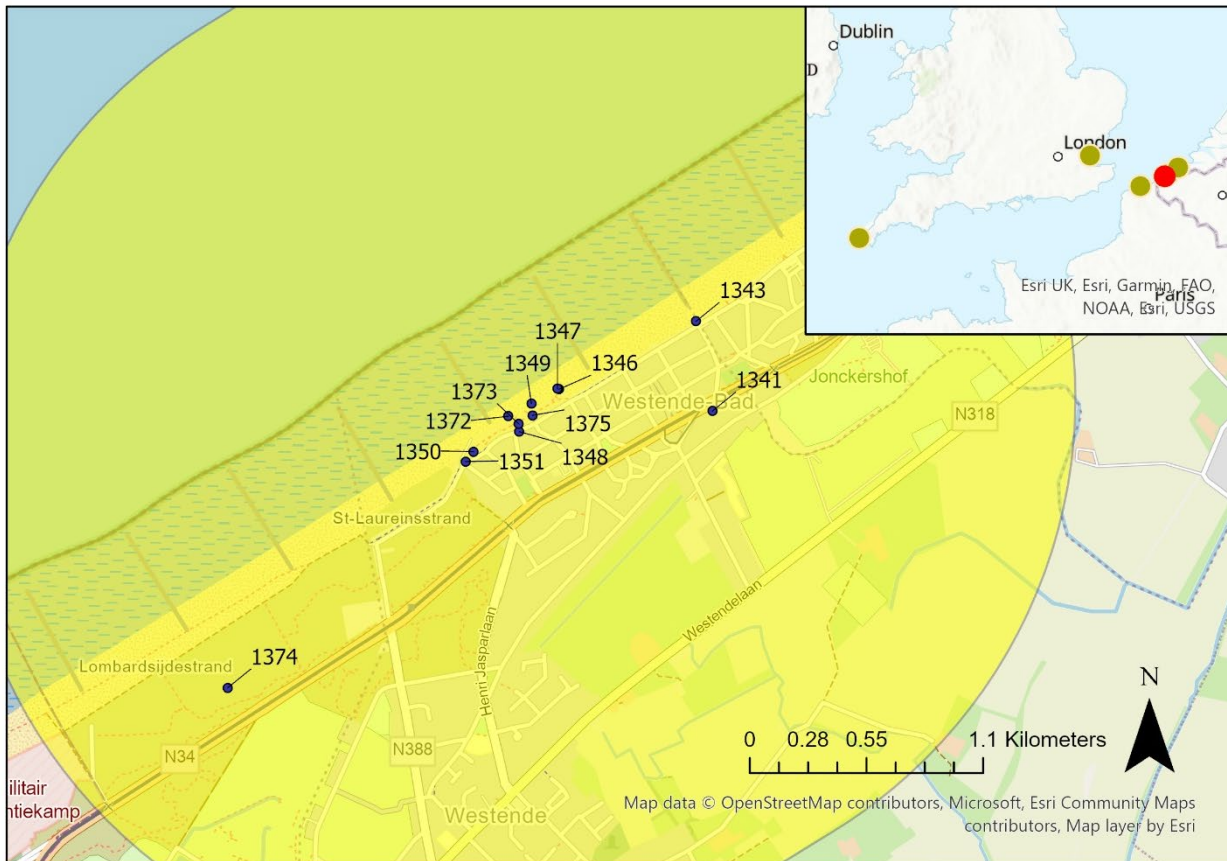 Dublin
D
London
Paris
Esri UK, Esri, Garmin, FAO,
NOAA, Esri, USGS
1343
1347
1349
1346
1373
1341
1372
1375
Westende-Bad
Jonckershof
N318
1350
1351
1348
St-Laureinsstrand
Westendelaan
Henri Jasparlaan
Lombardsijdestrand
1374
N34
N388
ilitair
ntiekamp
Westende
N
0 0.28 0.55 1.1 Kilometers
Map data © OpenStreetMap contributors, Microsoft, Esri Community Maps
contributors, Map layer by Esri